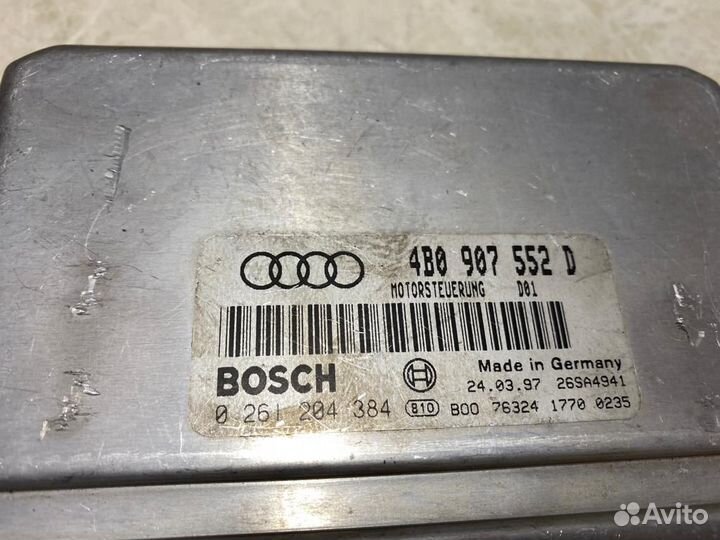 4B0 907 552 D
MOTORSTEUERUNG D01
BOSCH
Made in Germany
24.03.97 26SA4941
0 261 204 384 B10 B00 76324 1770 0235
Avito